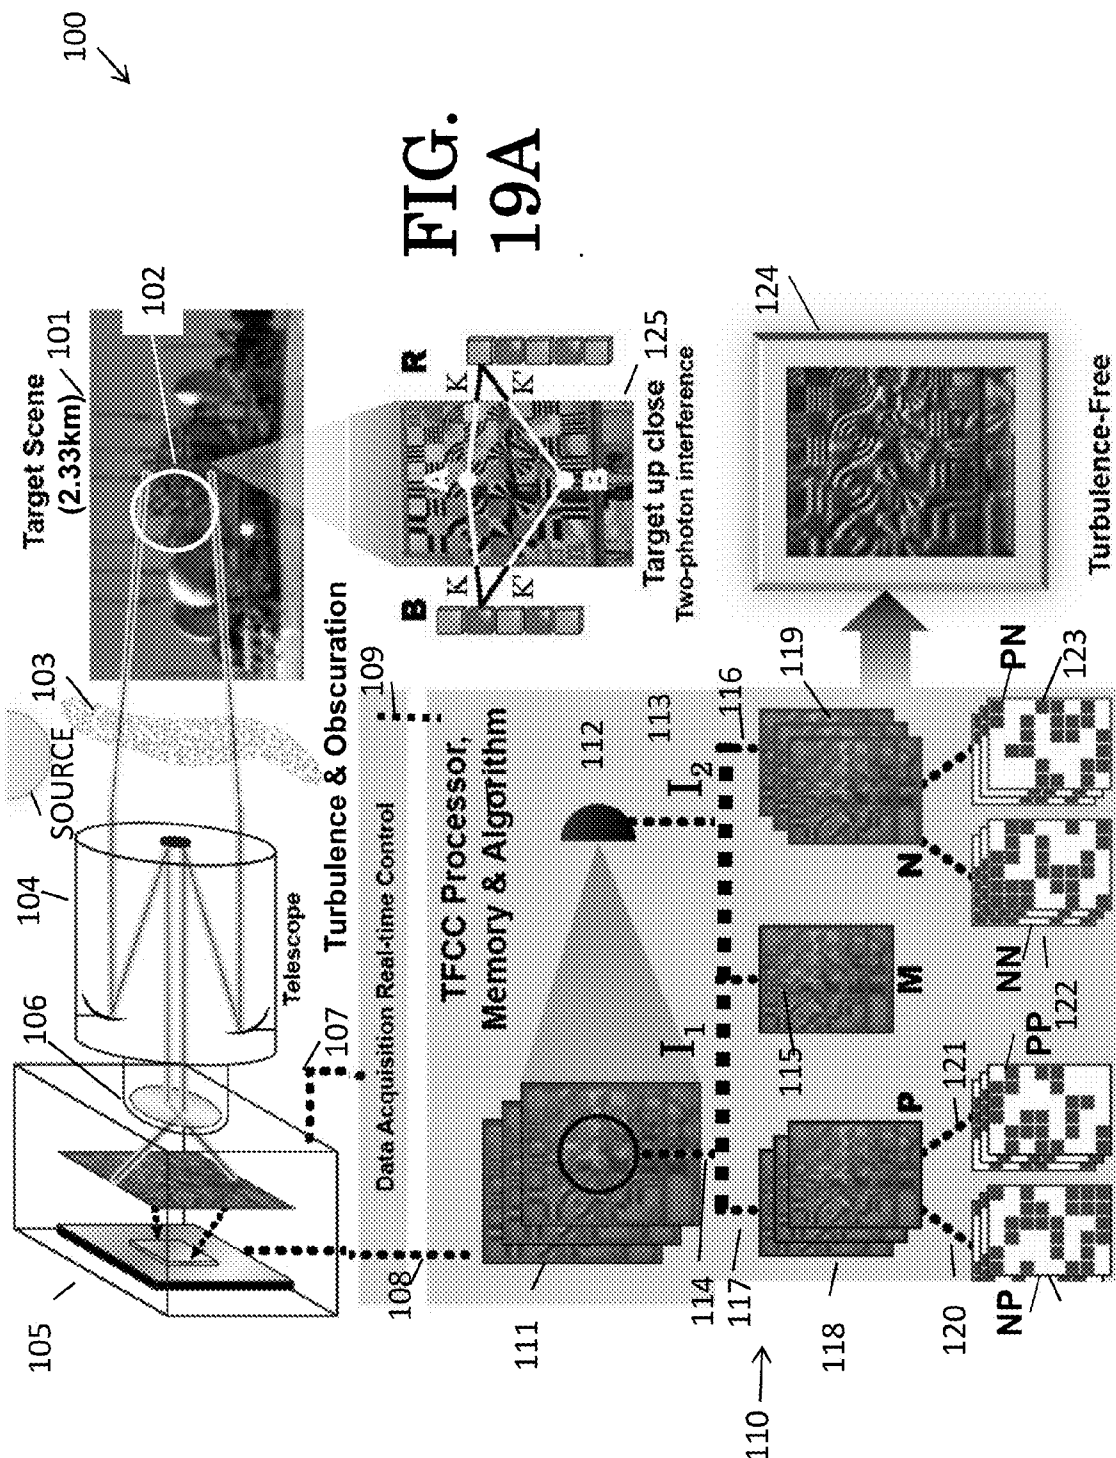 100
FIG.
19A
Target Scene
(2.33km)
101
102
103
SOURCE
104
Telescope
105
106
107
Turbulence & Obscuration
108
109
Data Acquisition Real-time Control
TFCC Processor,
Memory & Algorithm
110
111
112
113
I1
I2
114
115
116
117
118
119
P
M
N
120
121
122
123
NP
PP
NN
PN
B
R
K
K'
K
K'
A
B
125
Target up close
Two-photon interference
124
Turbulence-Free